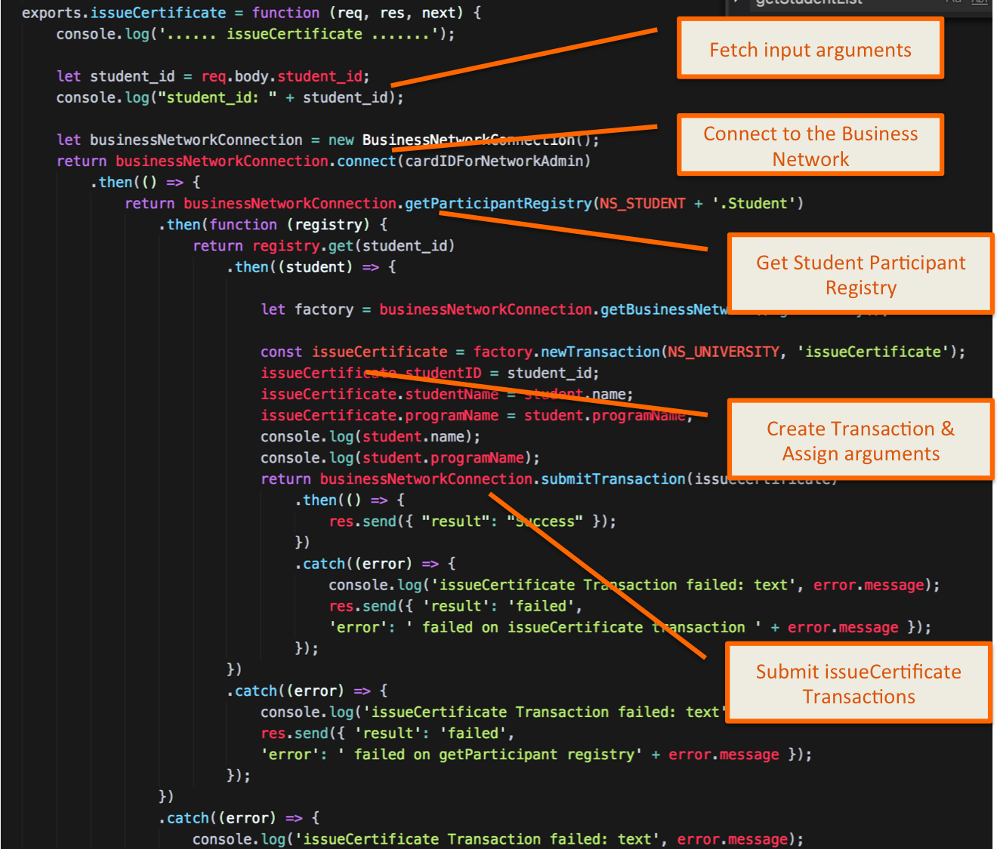 exports.issueCertificate = function (req, res, next) {
getStudentList
console.log('...... issueCertificate .......');
Fetch input arguments
let student_id = req.body.student_id;
console.log("student_id: " + student_id);
Connect to the Business
Network
let businessNetworkConnection = new BusinessNetworkConnection();
return businessNetworkConnection.connect(cardIDForNetworkAdmin)
.then(() => {
return businessNetworkConnection.getParticipantRegistry(NS_STUDENT + '.Student')
.then(function (registry) {
return registry.get(student_id)
.then((student) => {
Get Student Participant
Registry
let factory = businessNetworkConnection.getBusinessNetw
const issueCertificate = factory.newTransaction(NS_UNIVERSITY, 'issueCertificate');
issueCertificate.studentID = student_id;
issueCertificate.studentName = student.name;
issueCertificate.programName = student.programName;
Create Transaction &
Assign arguments
console.log(student.name);
console.log(student.programName);
return businessNetworkConnection.submitTransaction(issueCertificate)
.then(() => {
res.send({ "result": "Success" });
})
.catch((error) => {
console.log('issueCertificate Transaction failed: text', error.message);
res.send({ 'result': 'failed',
'error': ' failed on issueCertificate transaction ' + error.message });
});
Submit issueCertificate
Transactions
})
.catch((error) => {
console.log('issueCertificate Transaction failed: text'
res.send({ 'result': 'failed',
'error': ' failed on getParticipant registry' + error.message });
});
})
.catch((error) => {
console.log('issueCertificate Transaction failed: text', error.message);